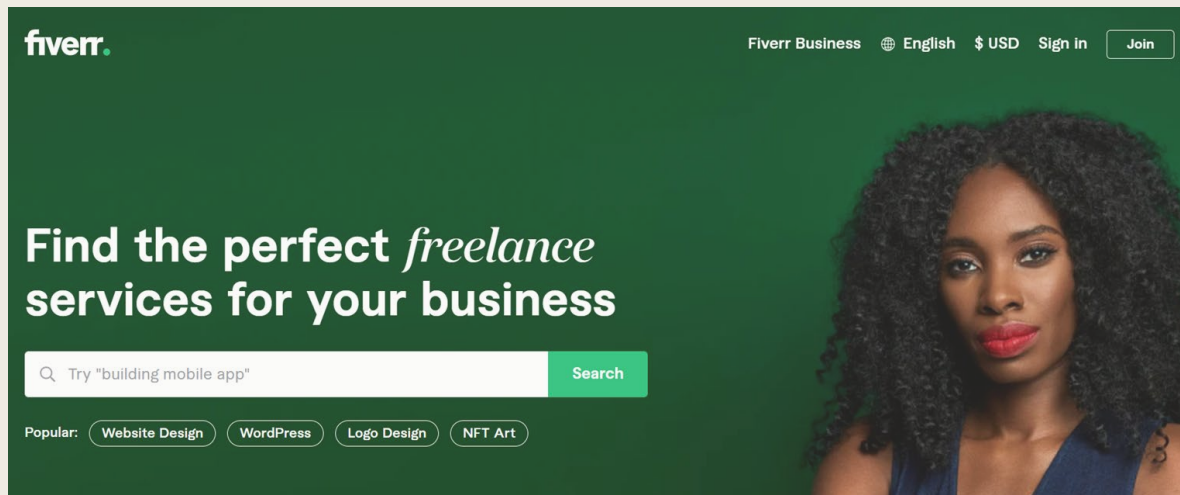 fiverr.
Fiverr Business English $ USD Sign in Join
Find the perfect freelance
services for your business
Try "building mobile app" Search
Popular: Website Design WordPress Logo Design NFT Art